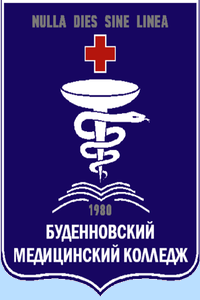 NULLA DIES SINE LINEA
1980
БУДЕННОВСКИЙ
МЕДИЦИНСКИЙ КОЛЛЕДЖ